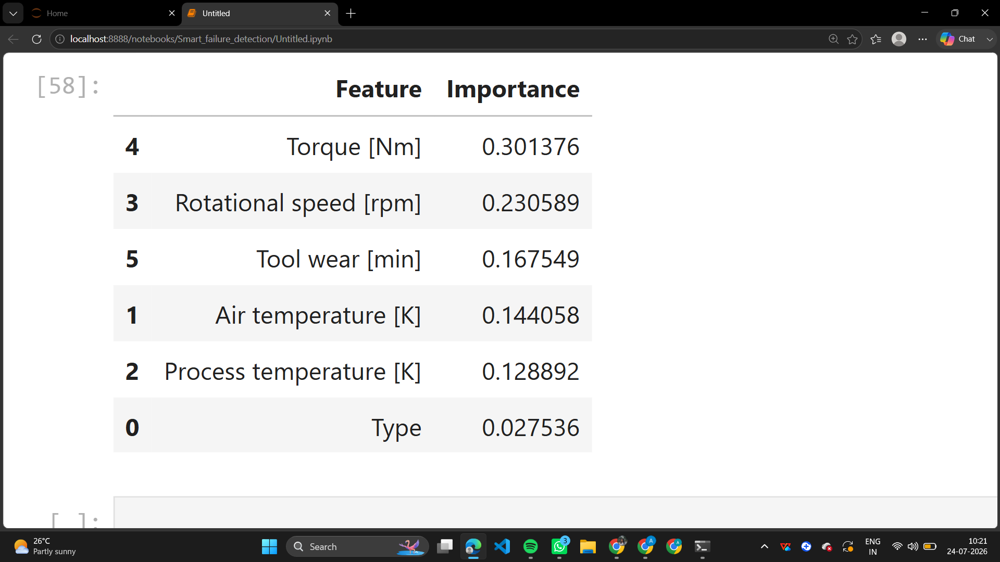 Home
Untitled
localhost:8888/notebooks/Smart_failure_detection/Untitled.ipynb
Chat
[58]:
Feature Importance
4 Torque [Nm] 0.301376
3 Rotational speed [rpm] 0.230589
5 Tool wear [min] 0.167549
1 Air temperature [K] 0.144058
2 Process temperature [K] 0.128892
0 Type 0.027536
[ ]:
26°C
Partly sunny
Search
3
A
A
ENG
IN
10:21
24-07-2026